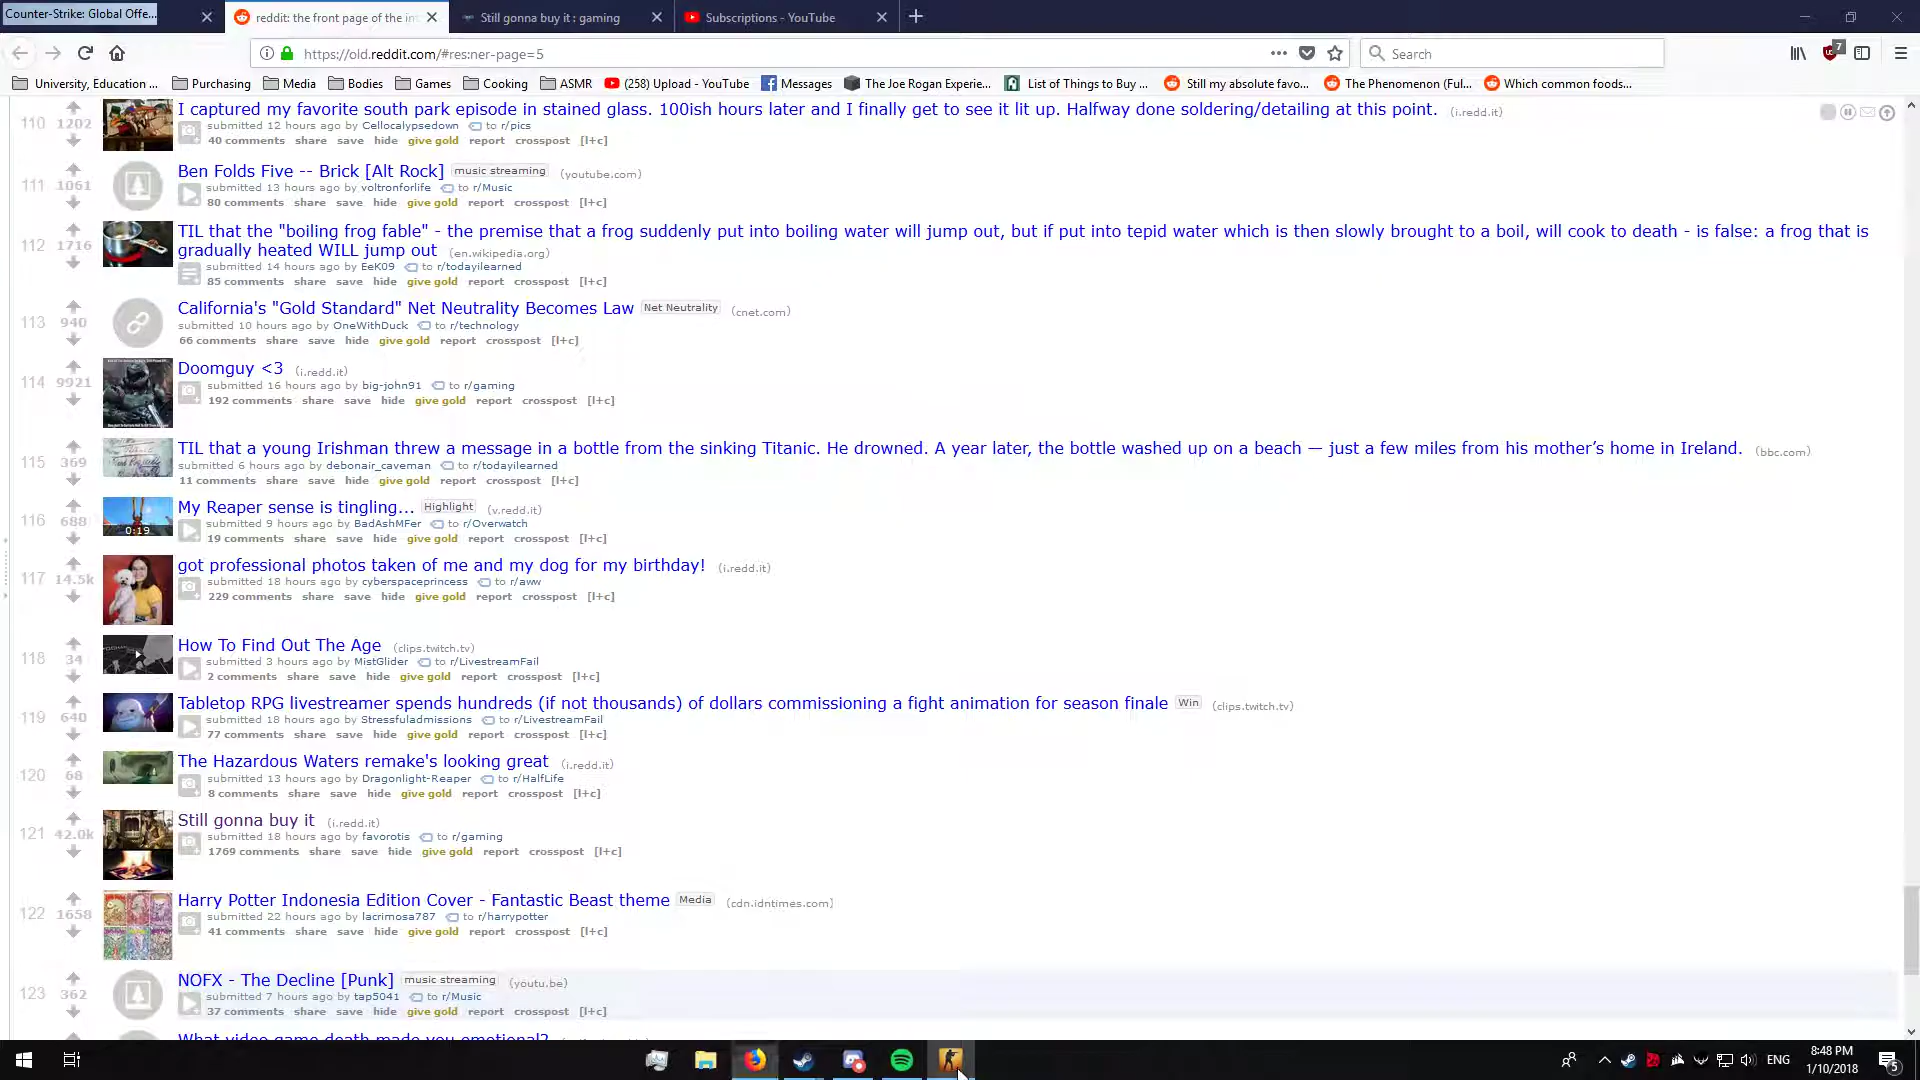 Counter-Strike: Global Offe...
reddit: the front page of the int
Still gonna buy it : gaming
Subscriptions - YouTube
https://old.reddit.com/#res:ner-page=5
Search
7
University, Education ...
Purchasing
Media
Bodies
Games
Cooking
ASMR
(258) Upload - YouTube
Messages
The Joe Rogan Experie...
List of Things to Buy ...
Still my absolute favo...
The Phenomenon (Ful...
Which common foods...
110
1202
I captured my favorite south park episode in stained glass. 100ish hours later and I finally get to see it lit up. Halfway done soldering/detailing at this point. (i.redd.it)
submitted 12 hours ago by Cellocalypsedown to r/pics
40 comments share save hide give gold report crosspost [l+c]
111
1061
Ben Folds Five -- Brick [Alt Rock] music streaming (youtube.com)
submitted 13 hours ago by voltronforlife to r/Music
80 comments share save hide give gold report crosspost [l+c]
112
1716
TIL that the "boiling frog fable" - the premise that a frog suddenly put into boiling water will jump out, but if put into tepid water which is then slowly brought to a boil, will cook to death - is false: a frog that is
gradually heated WILL jump out (en.wikipedia.org)
submitted 14 hours ago by EeK09 to r/todayilearned
85 comments share save hide give gold report crosspost [l+c]
113
940
California's "Gold Standard" Net Neutrality Becomes Law Net Neutrality (cnet.com)
submitted 10 hours ago by OneWithDuck to r/technology
66 comments share save hide give gold report crosspost [l+c]
114
9921
Doomguy <3 (i.redd.it)
submitted 16 hours ago by big-john91 to r/gaming
192 comments share save hide give gold report crosspost [l+c]
115
369
TIL that a young Irishman threw a message in a bottle from the sinking Titanic. He drowned. A year later, the bottle washed up on a beach — just a few miles from his mother’s home in Ireland. (bbc.com)
submitted 6 hours ago by debonair_caveman to r/todayilearned
11 comments share save hide give gold report crosspost [l+c]
116
688
0:19
My Reaper sense is tingling... Highlight (v.redd.it)
submitted 9 hours ago by BadAshMFer to r/Overwatch
19 comments share save hide give gold report crosspost [l+c]
117
14.5k
got professional photos taken of me and my dog for my birthday! (i.redd.it)
submitted 18 hours ago by cyberspaceprincess to r/aww
229 comments share save hide give gold report crosspost [l+c]
118
34
How To Find Out The Age (clips.twitch.tv)
submitted 3 hours ago by MistGlider to r/LivestreamFail
2 comments share save hide give gold report crosspost [l+c]
119
640
Tabletop RPG livestreamer spends hundreds (if not thousands) of dollars commissioning a fight animation for season finale Win (clips.twitch.tv)
submitted 18 hours ago by Stressfuladmissions to r/LivestreamFail
77 comments share save hide give gold report crosspost [l+c]
120
68
The Hazardous Waters remake's looking great (i.redd.it)
submitted 13 hours ago by Dragonlight-Reaper to r/HalfLife
8 comments share save hide give gold report crosspost [l+c]
121
42.0k
Still gonna buy it (i.redd.it)
submitted 18 hours ago by favorotis to r/gaming
1769 comments share save hide give gold report crosspost [l+c]
122
1658
Harry Potter Indonesia Edition Cover - Fantastic Beast theme Media (cdn.idntimes.com)
submitted 22 hours ago by lacrimosa787 to r/harrypotter
41 comments share save hide give gold report crosspost [l+c]
123
362
NOFX - The Decline [Punk] music streaming (youtu.be)
submitted 7 hours ago by tap5041 to r/Music
37 comments share save hide give gold report crosspost [l+c]
What video game death made you emotional?
ENG
8:48 PM
1/10/2018
5